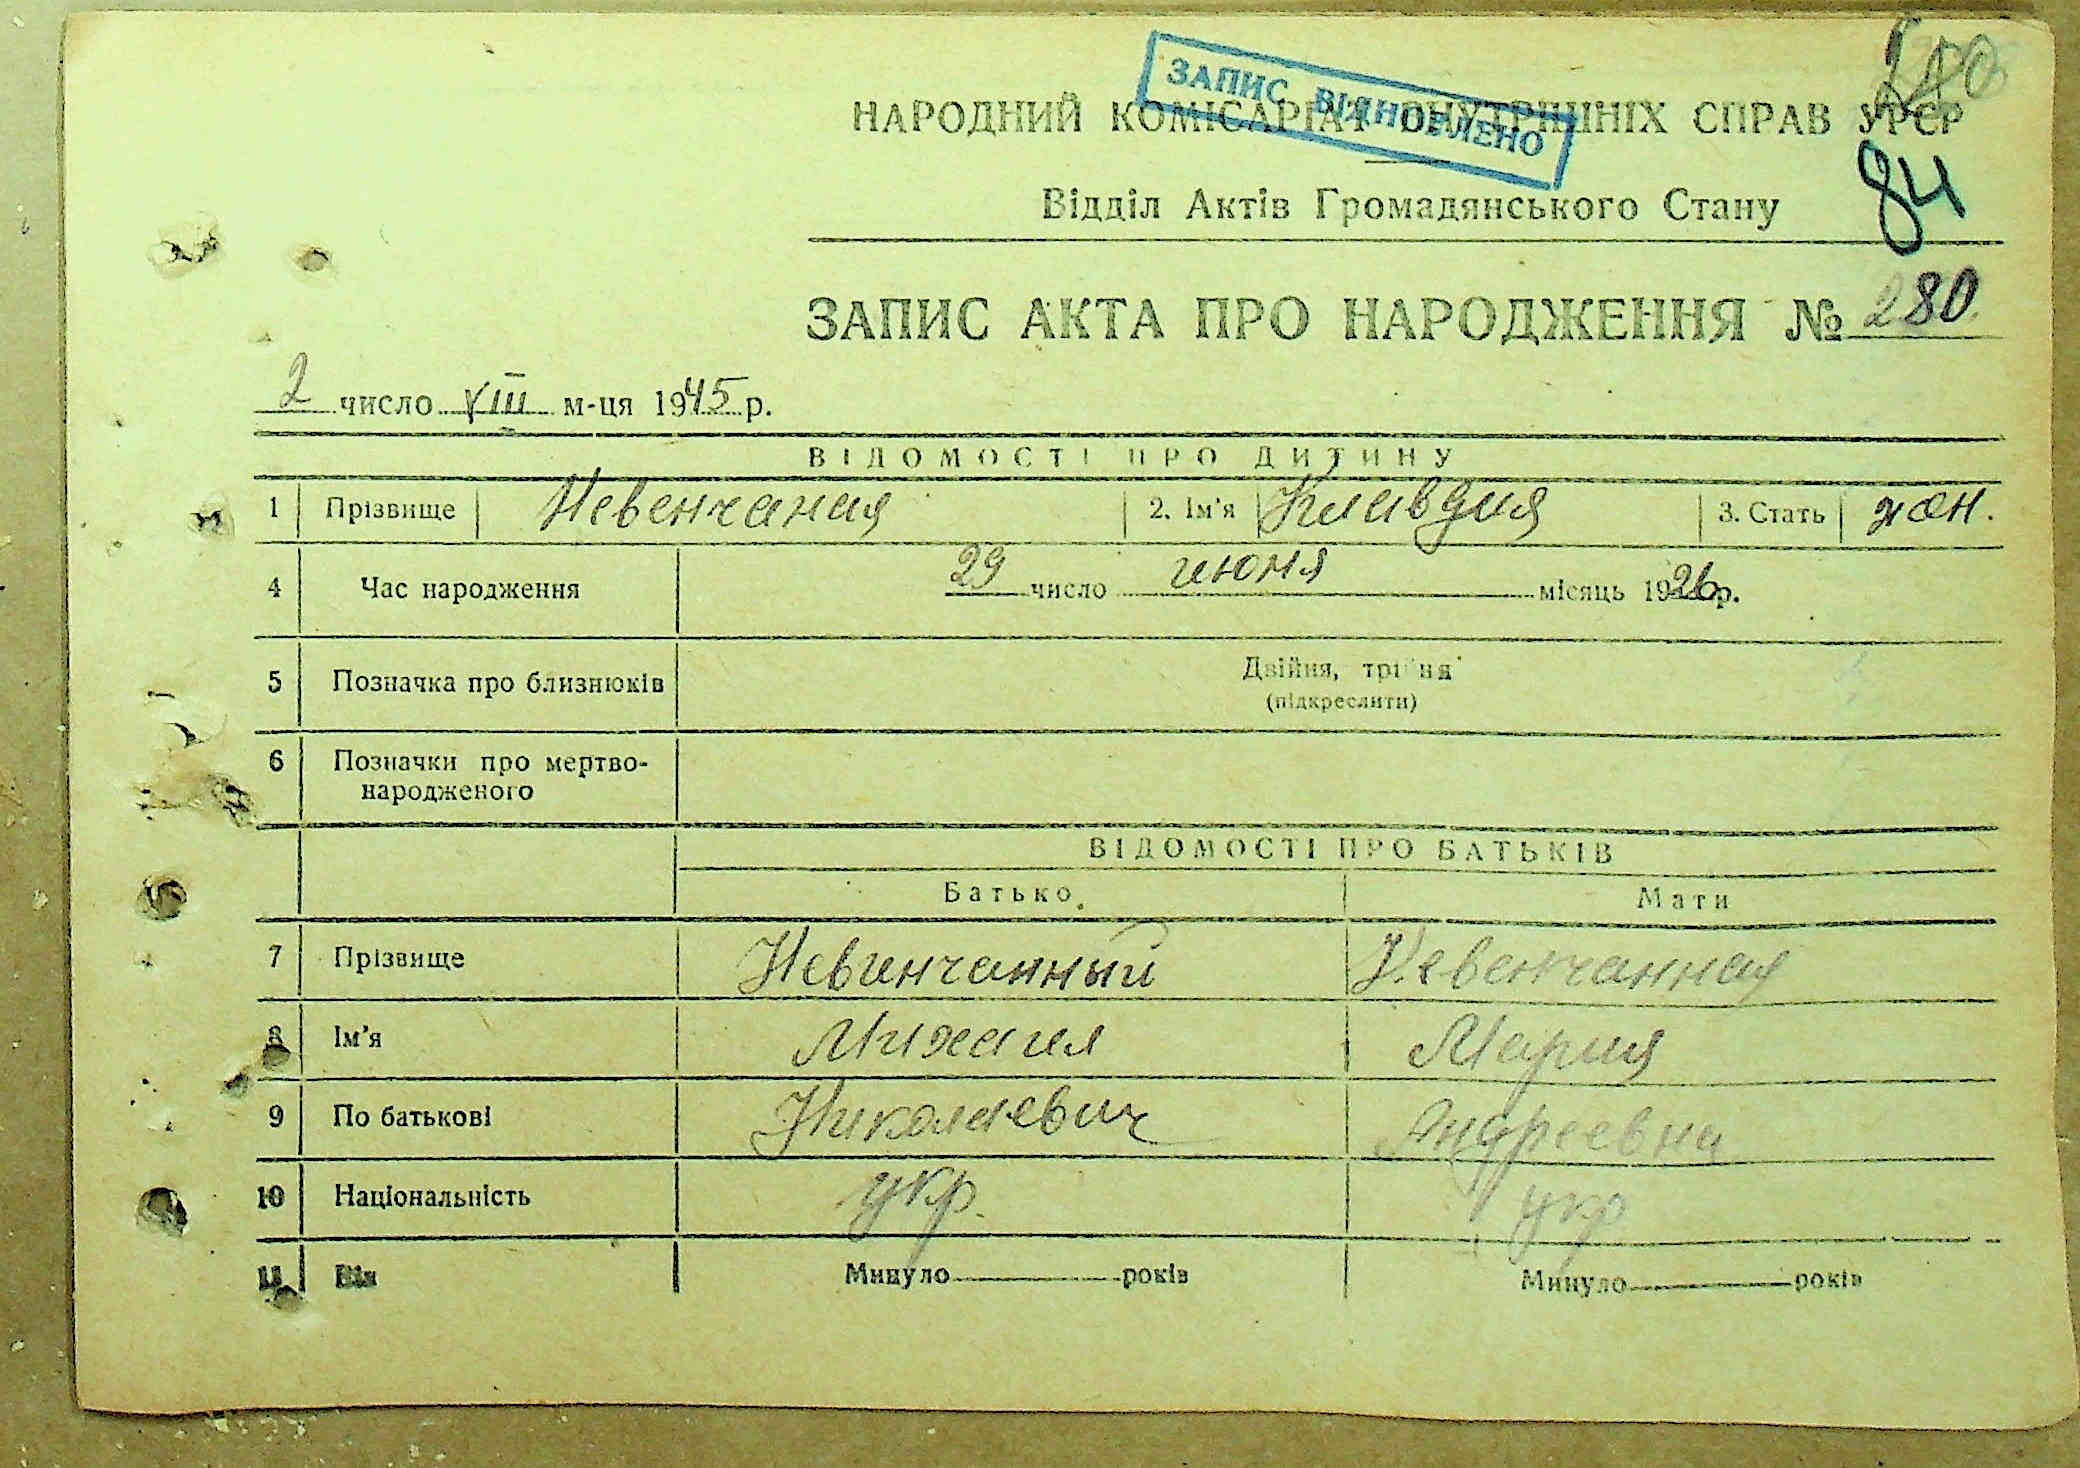 ЗАПИС ВІДНОВЛЕНО
НАРОДНИЙ КОМІСАРІАТ ВНУТРІШНІХ СПРАВ УРСР
84
Відділ Актів Громадянського Стану
ЗАПИС АКТА ПРО НАРОДЖЕННЯ № 280
2 число VIII м-ця 1945 р.
ВІДОМОСТІ ПРО ДИТИНУ
1 Прізвище Невенчаная 2. Ім'я Клавдия 3. Стать жен.
4 Час народження 29 число июня місяць 1926 р.
5 Позначка про близнюків Двійня, трійня
(підкреслити)
6 Позначки про мертво-
народженого
ВІДОМОСТІ ПРО БАТЬКІВ
Батько Мати
7 Прізвище Невенчанный Невенчанная
8 Ім'я Михаил Мария
9 По батькові Николаевич Андреевна
10 Національність укр. укр
11 Вік Минуло років Минуло років